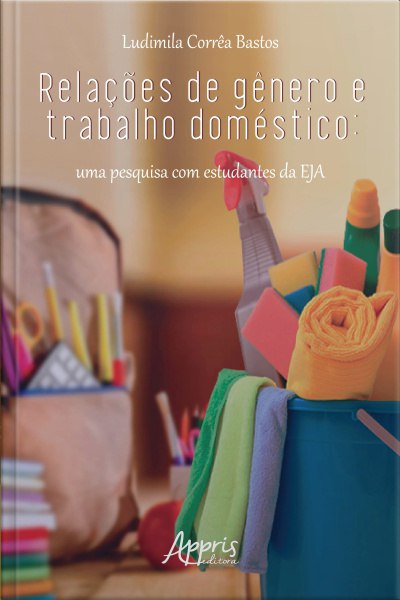 Ludimila Corrêa Bastos
Relações de gênero e
trabalho doméstico:
uma pesquisa com estudantes da EJA
Appris
editora